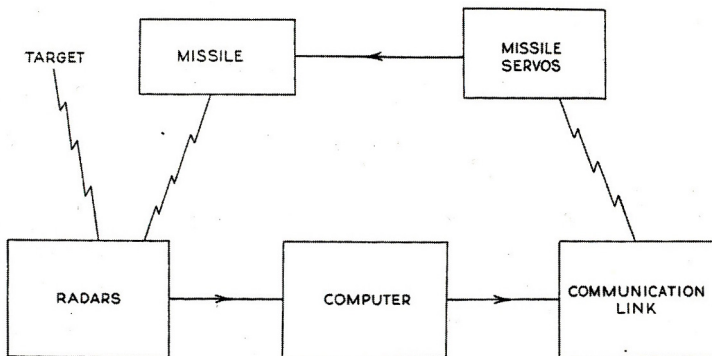 TARGET
MISSILE
MISSILE
SERVOS
RADARS
COMPUTER
COMMUNICATION
LINK